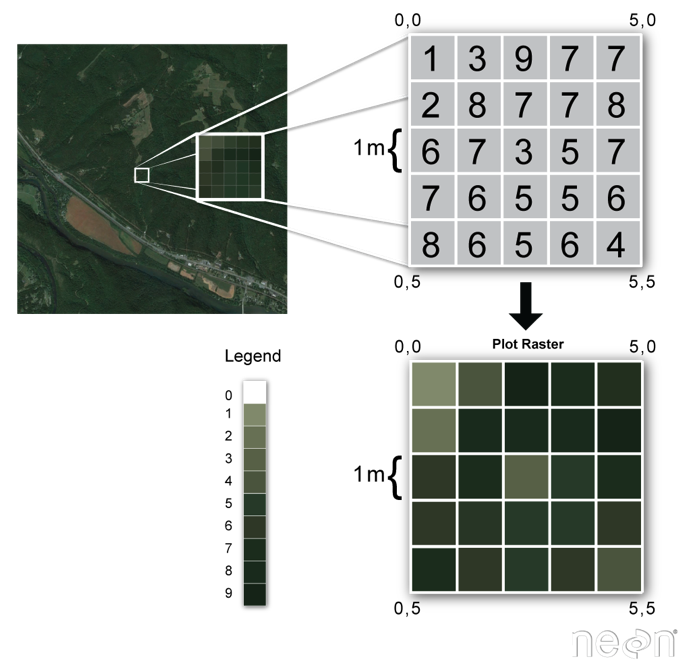 0,0 5,0
1 3 9 7 7
2 8 7 7 8
1m { 6 7 3 5 7
7 6 5 5 6
8 6 5 6 4
0,5 5,5
Plot Raster
0,0 5,0
1m {
0,5 5,5
Legend
0
1
2
3
4
5
6
7
8
9
neon®